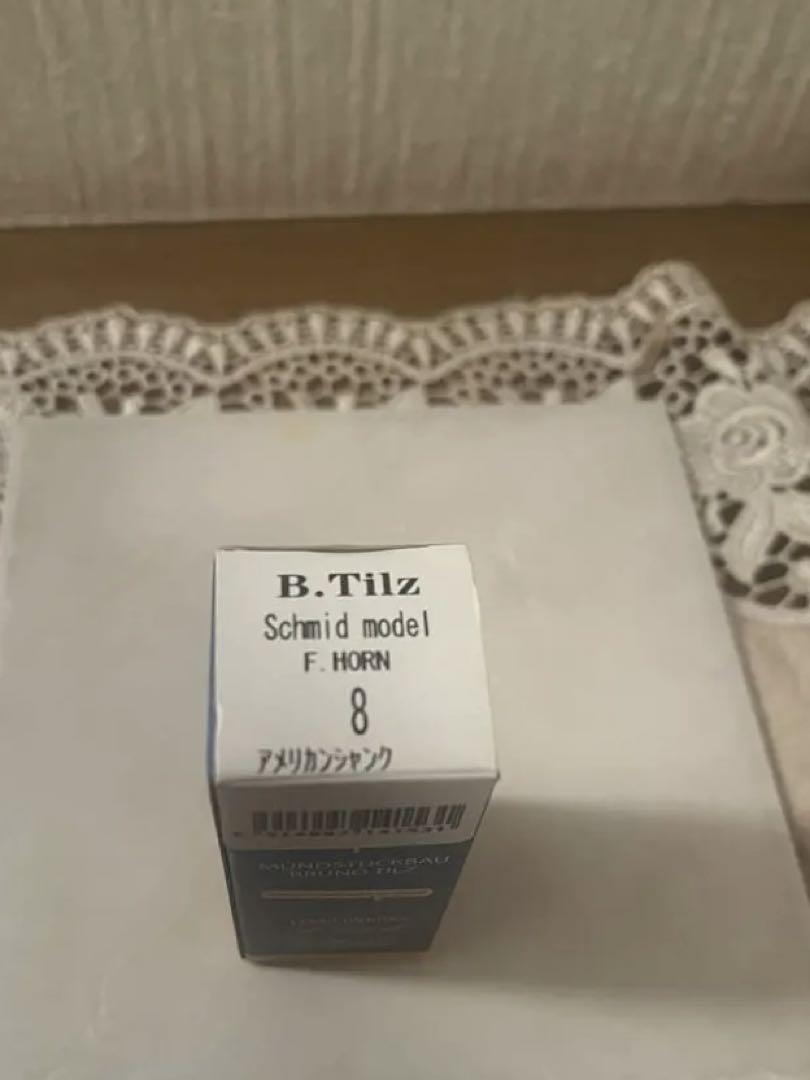 B.Tilz
Schmid model
F. HORN
8
アメリカンシャンク
MUNDSTÜCKBAU
BRUNO TILZ